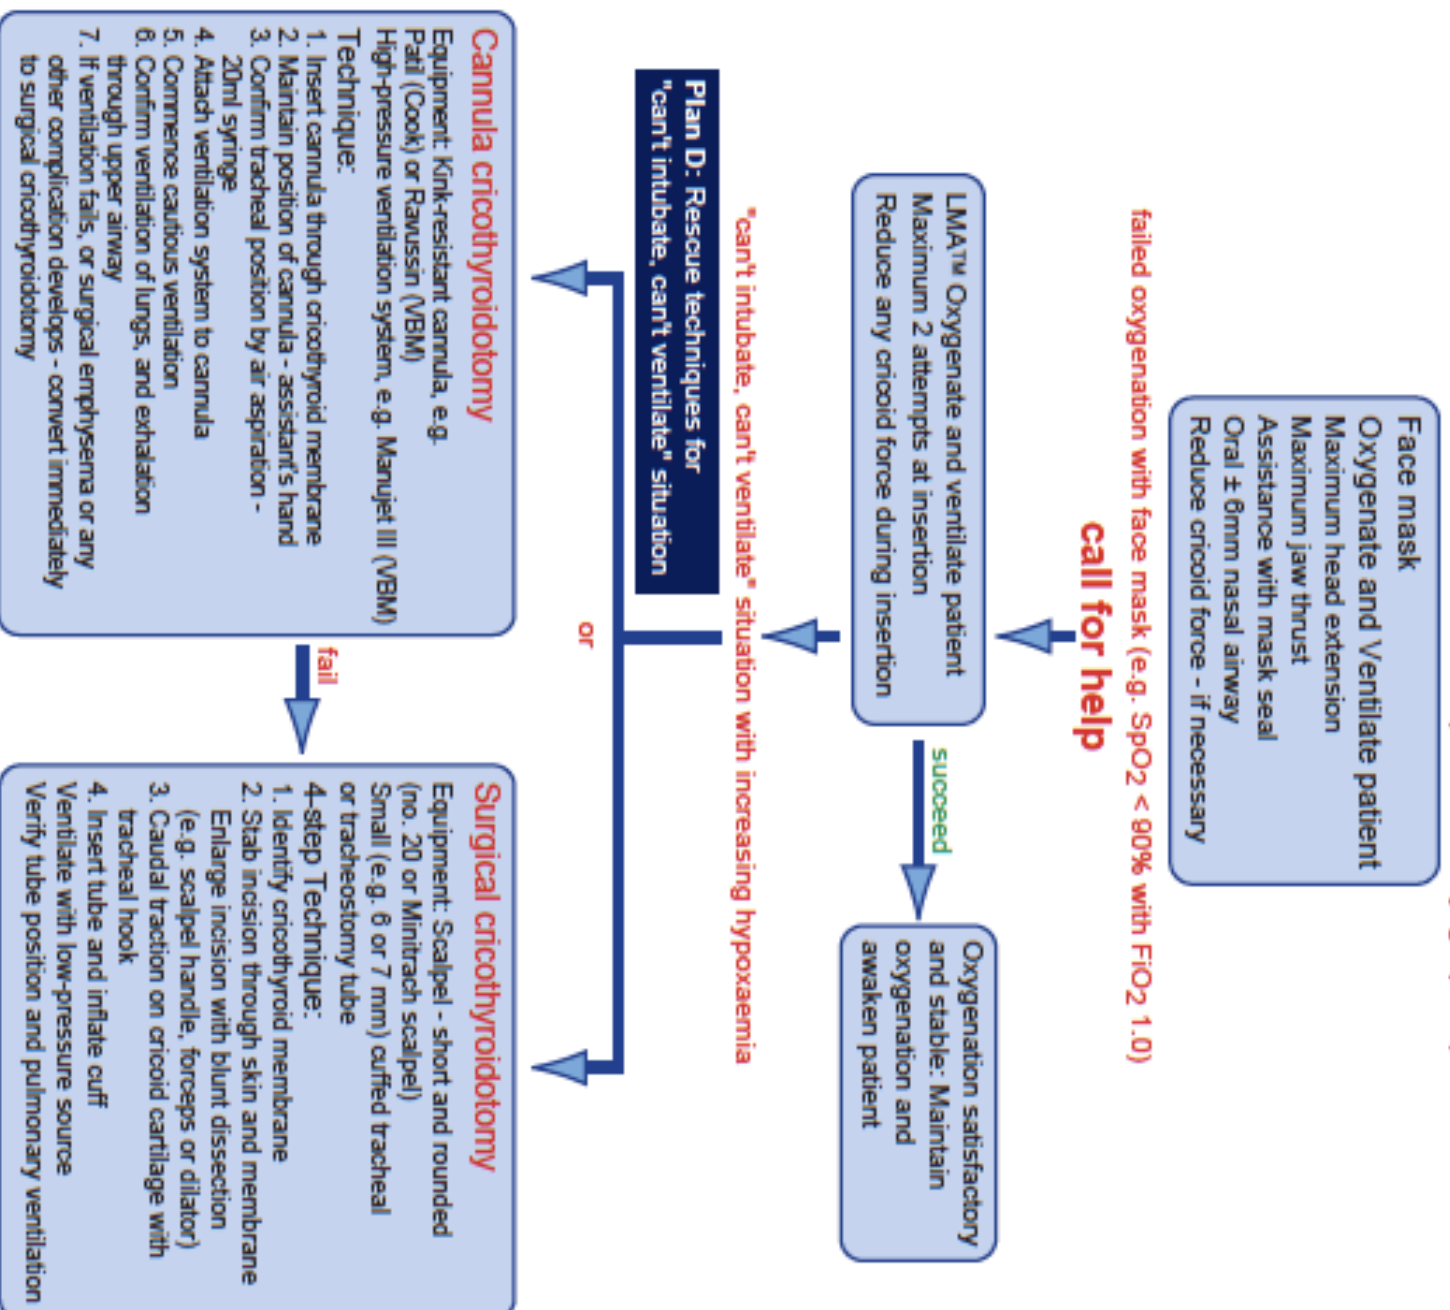 Face mask
Oxygenate and Ventilate patient
Maximum head extension
Maximum jaw thrust
Assistance with mask seal
Oral ± 6mm nasal airway
Reduce cricoid force - if necessary
failed oxygenation with face mask (e.g. SpO2 < 90% with FiO2 1.0)
call for help
LMA™ Oxygenate and ventilate patient
Maximum 2 attempts at insertion
Reduce any cricoid force during insertion
succeed
Oxygenation satisfactory
and stable: Maintain
oxygenation and
awaken patient
"can't intubate, can't ventilate" situation with increasing hypoxaemia
Plan D: Rescue techniques for
"can't intubate, can't ventilate" situation
or
Cannula cricothyroidotomy
Equipment: Kink-resistant cannula, e.g.
Patil (Cook) or Ravussin (VBM)
High-pressure ventilation system, e.g. Manujet III (VBM)
Technique:
1. Insert cannula through cricothyroid membrane
2. Maintain position of cannula - assistant's hand
3. Confirm tracheal position by air aspiration -
20ml syringe
4. Attach ventilation system to cannula
5. Commence cautious ventilation
6. Confirm ventilation of lungs, and exhalation
through upper airway
7. If ventilation fails, or surgical emphysema or any
other complication develops - convert immediately
to surgical cricothyroidotomy
fail
Surgical cricothyroidotomy
Equipment: Scalpel - short and rounded
(no. 20 or Minitrach scalpel)
Small (e.g. 6 or 7 mm) cuffed tracheal
or tracheostomy tube
4-step Technique:
1. Identify cricothyroid membrane
2. Stab incision through skin and membrane
Enlarge incision with blunt dissection
(e.g. scalpel handle, forceps or dilator)
3. Caudal traction on cricoid cartilage with
tracheal hook
4. Insert tube and inflate cuff
Ventilate with low-pressure source
Verify tube position and pulmonary ventilation